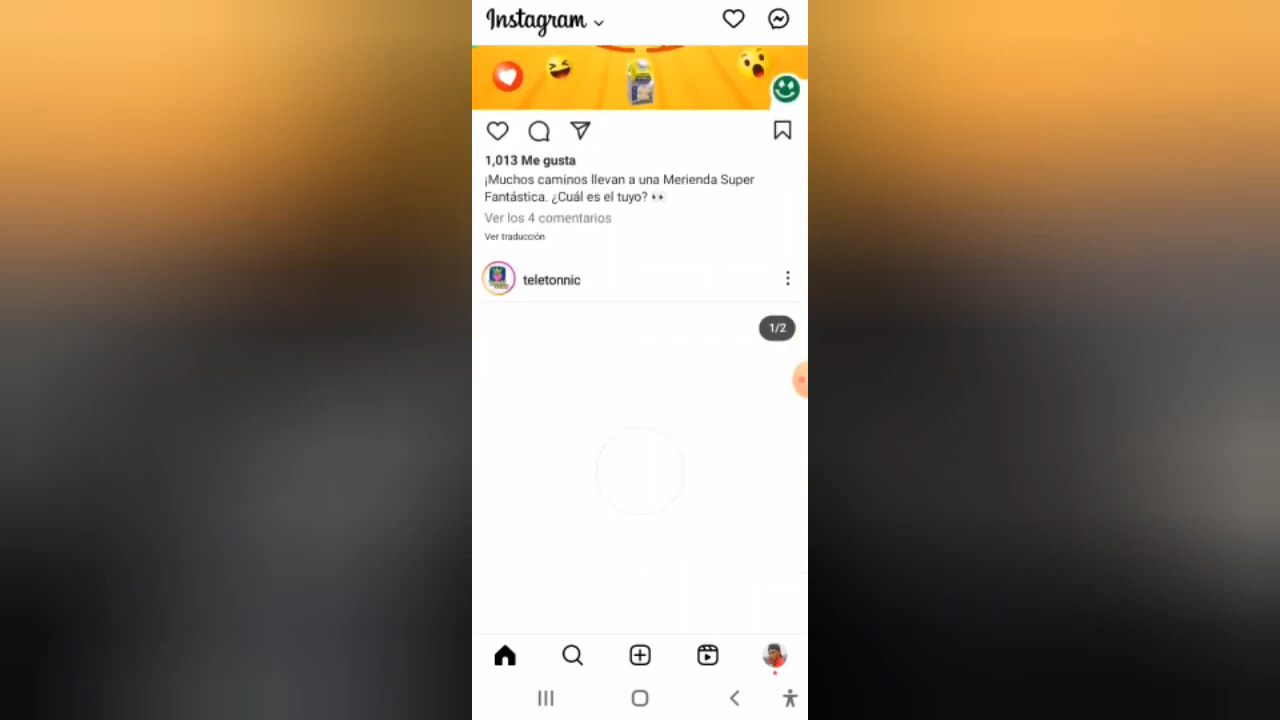 Instagram
1,013 Me gusta
¡Muchos caminos llevan a una Merienda Super
Fantástica. ¿Cuál es el tuyo? 👀
Ver los 4 comentarios
Ver traducción
teletonnic
1/2